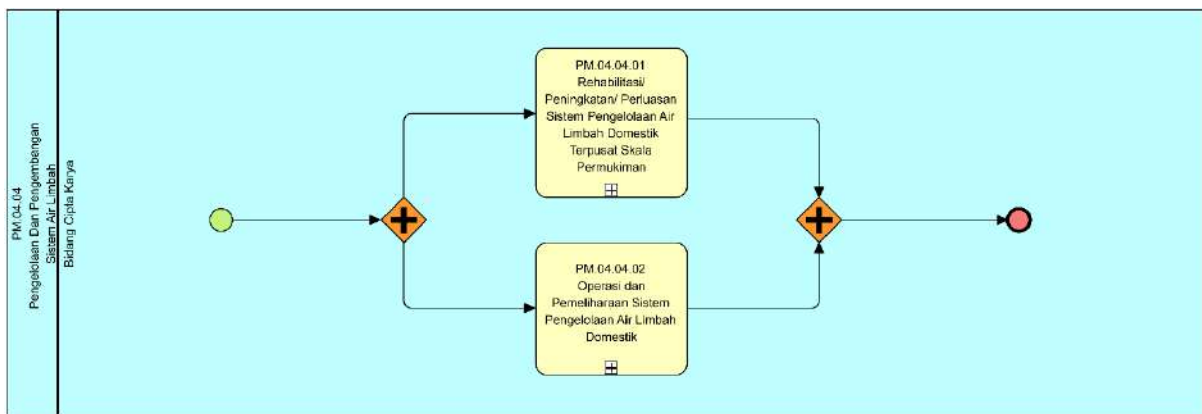 PM.04.04
Pengelolaan Dan Pengembangan
Sistem Air Limbah
Bidang Cipta Karya
PM.04.04.01
Rehabilitasi/
Peningkatan/ Perluasan
Sistem Pengelolaan Air
Limbah Domestik
Terpusat Skala
Permukiman
PM.04.04.02
Operasi dan
Pemeliharaan Sistem
Pengelolaan Air Limbah
Domestik